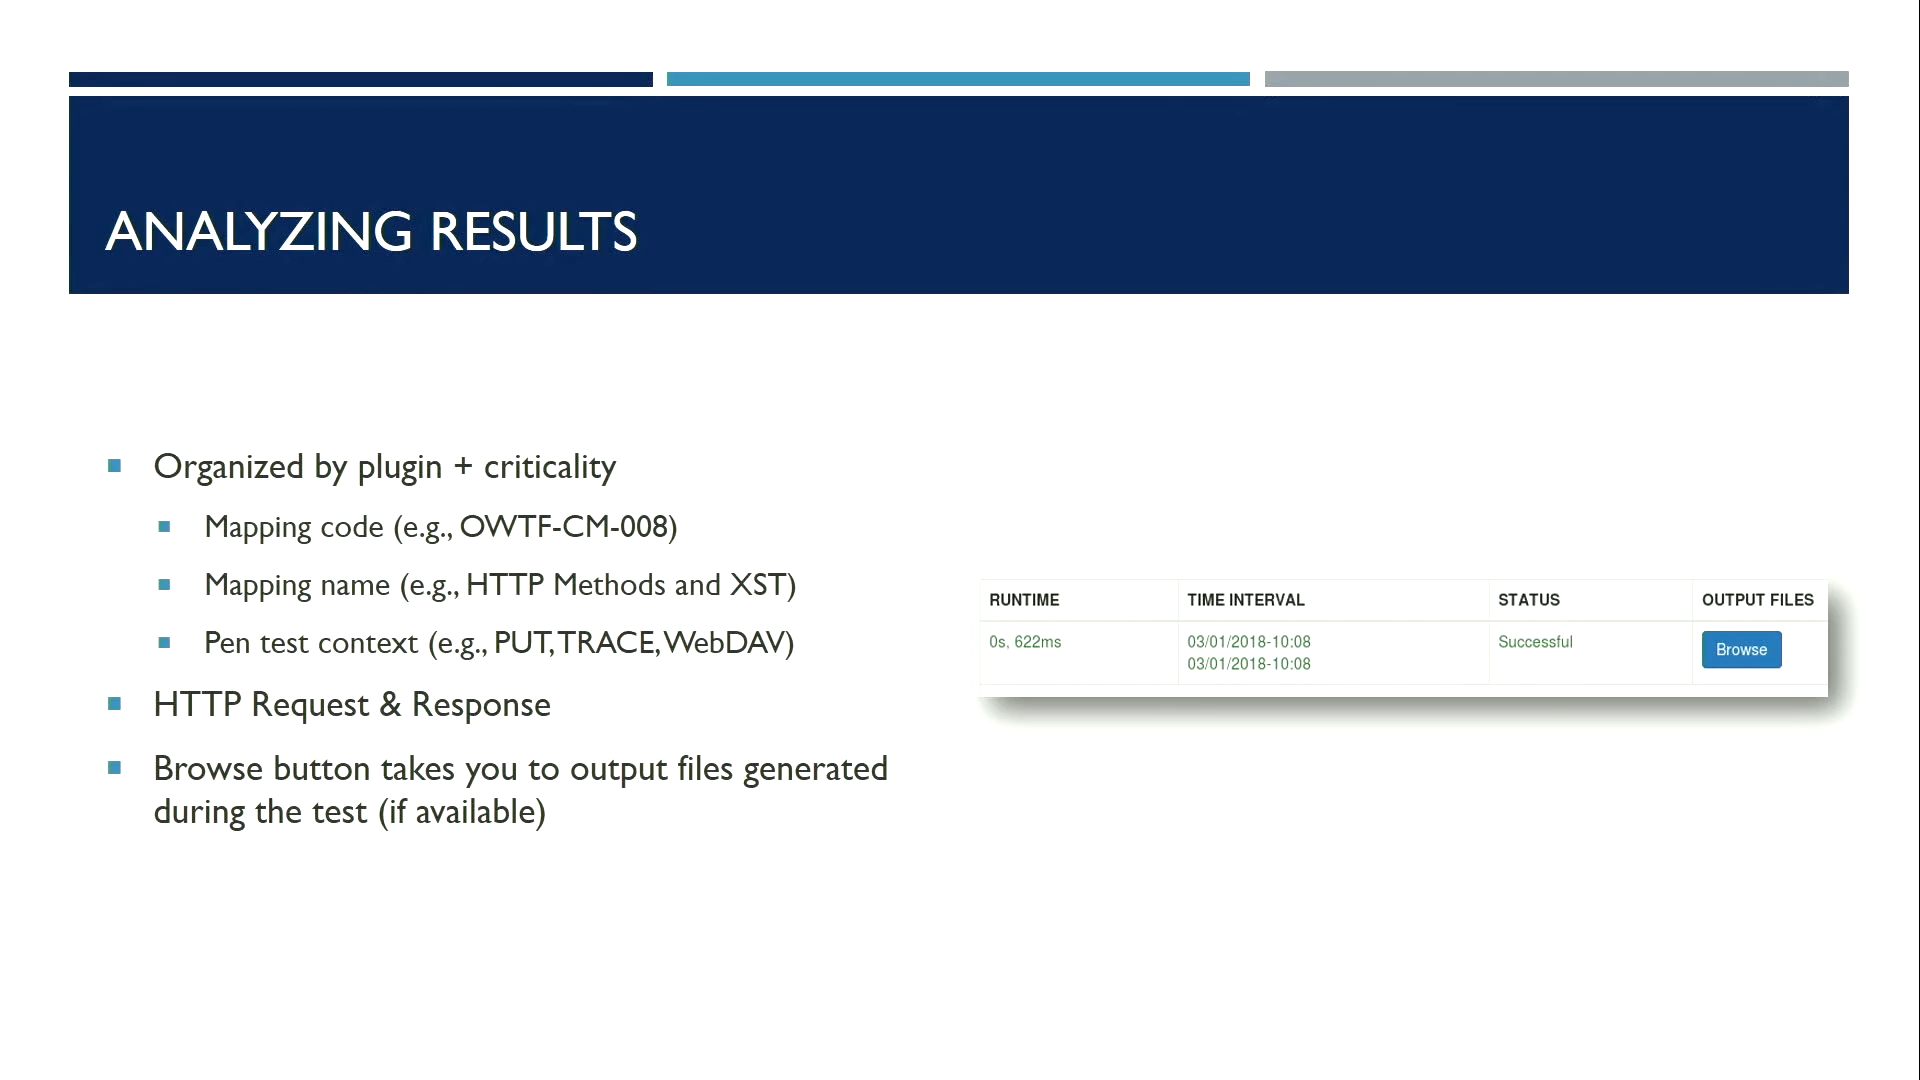 ANALYZING RESULTS
Organized by plugin + criticality
Mapping code (e.g., OWTF-CM-008)
Mapping name (e.g., HTTP Methods and XST)
Pen test context (e.g., PUT, TRACE, WebDAV)
HTTP Request & Response
Browse button takes you to output files generated
during the test (if available)
RUNTIME TIME INTERVAL STATUS OUTPUT FILES
0s, 622ms 03/01/2018-10:08 Successful Browse
03/01/2018-10:08